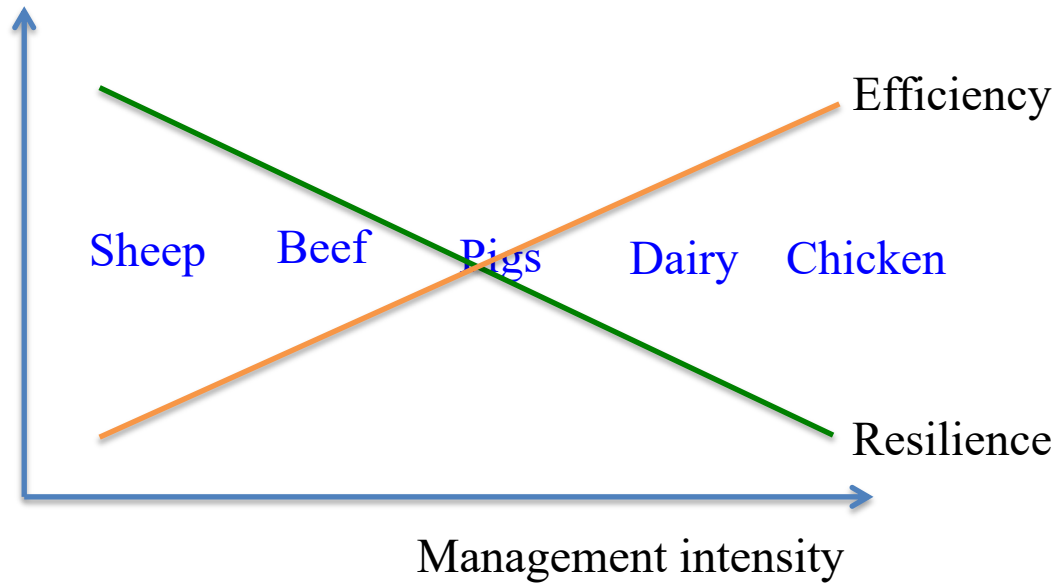 Efficiency
Sheep Beef Pigs Dairy Chicken
Resilience
Management intensity